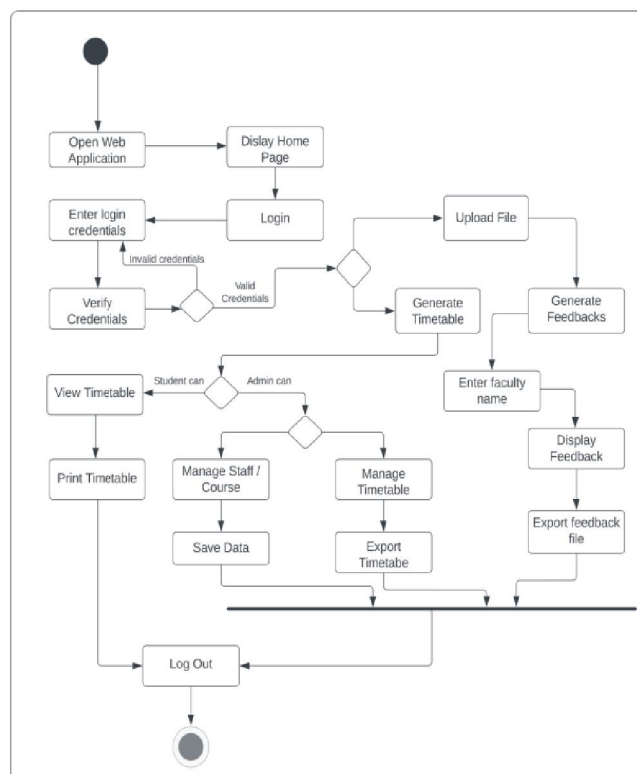 Open Web
Application
Dislay Home
Page
Enter login
credentials
Login
Upload File
Invalid credentials
Valid
Credentials
Verify
Credentials
Generate
Timetable
Generate
Feedbacks
View Timetable
Student can
Admin can
Enter faculty
name
Display
Feedback
Print Timetable
Manage Staff /
Course
Manage
Timetable
Save Data
Export
Timetabe
Export feedback
file
Log Out